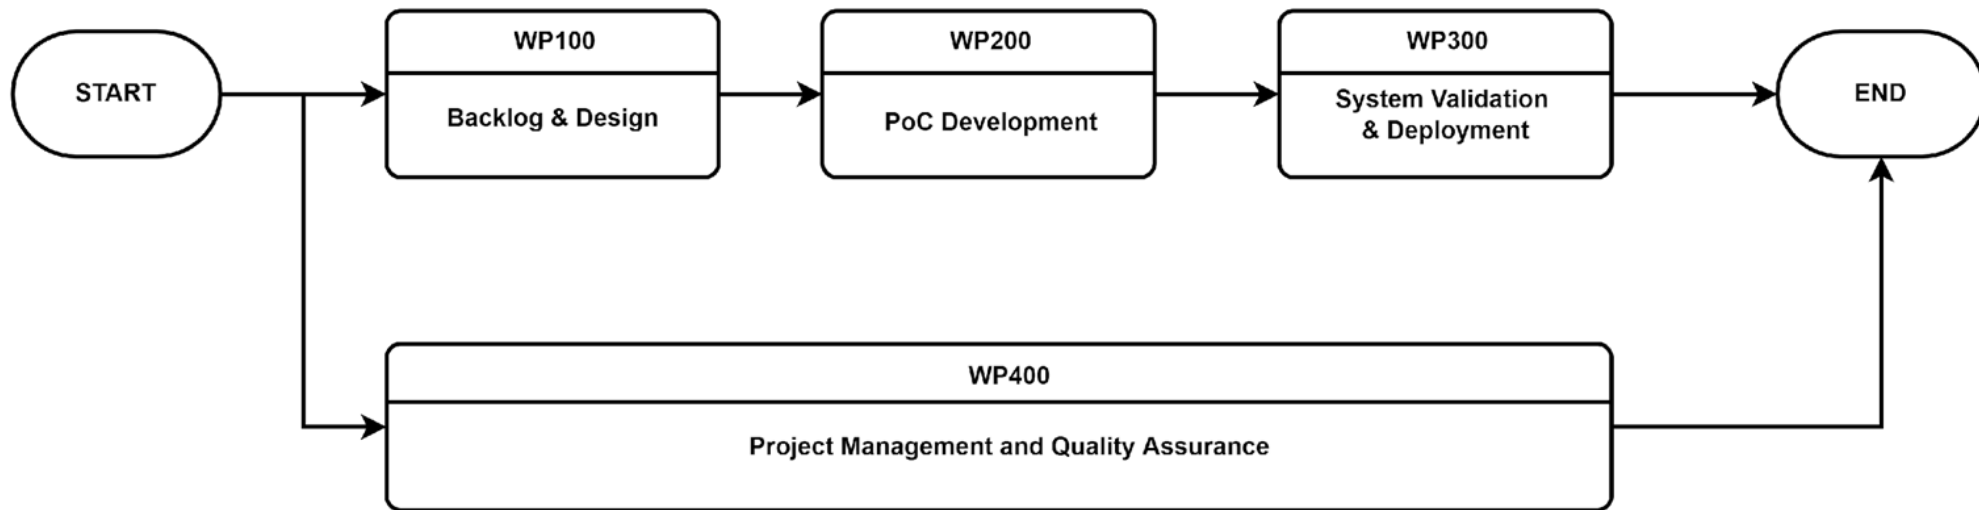 START
WP100
Backlog & Design
WP200
PoC Development
WP300
System Validation
& Deployment
END
WP400
Project Management and Quality Assurance